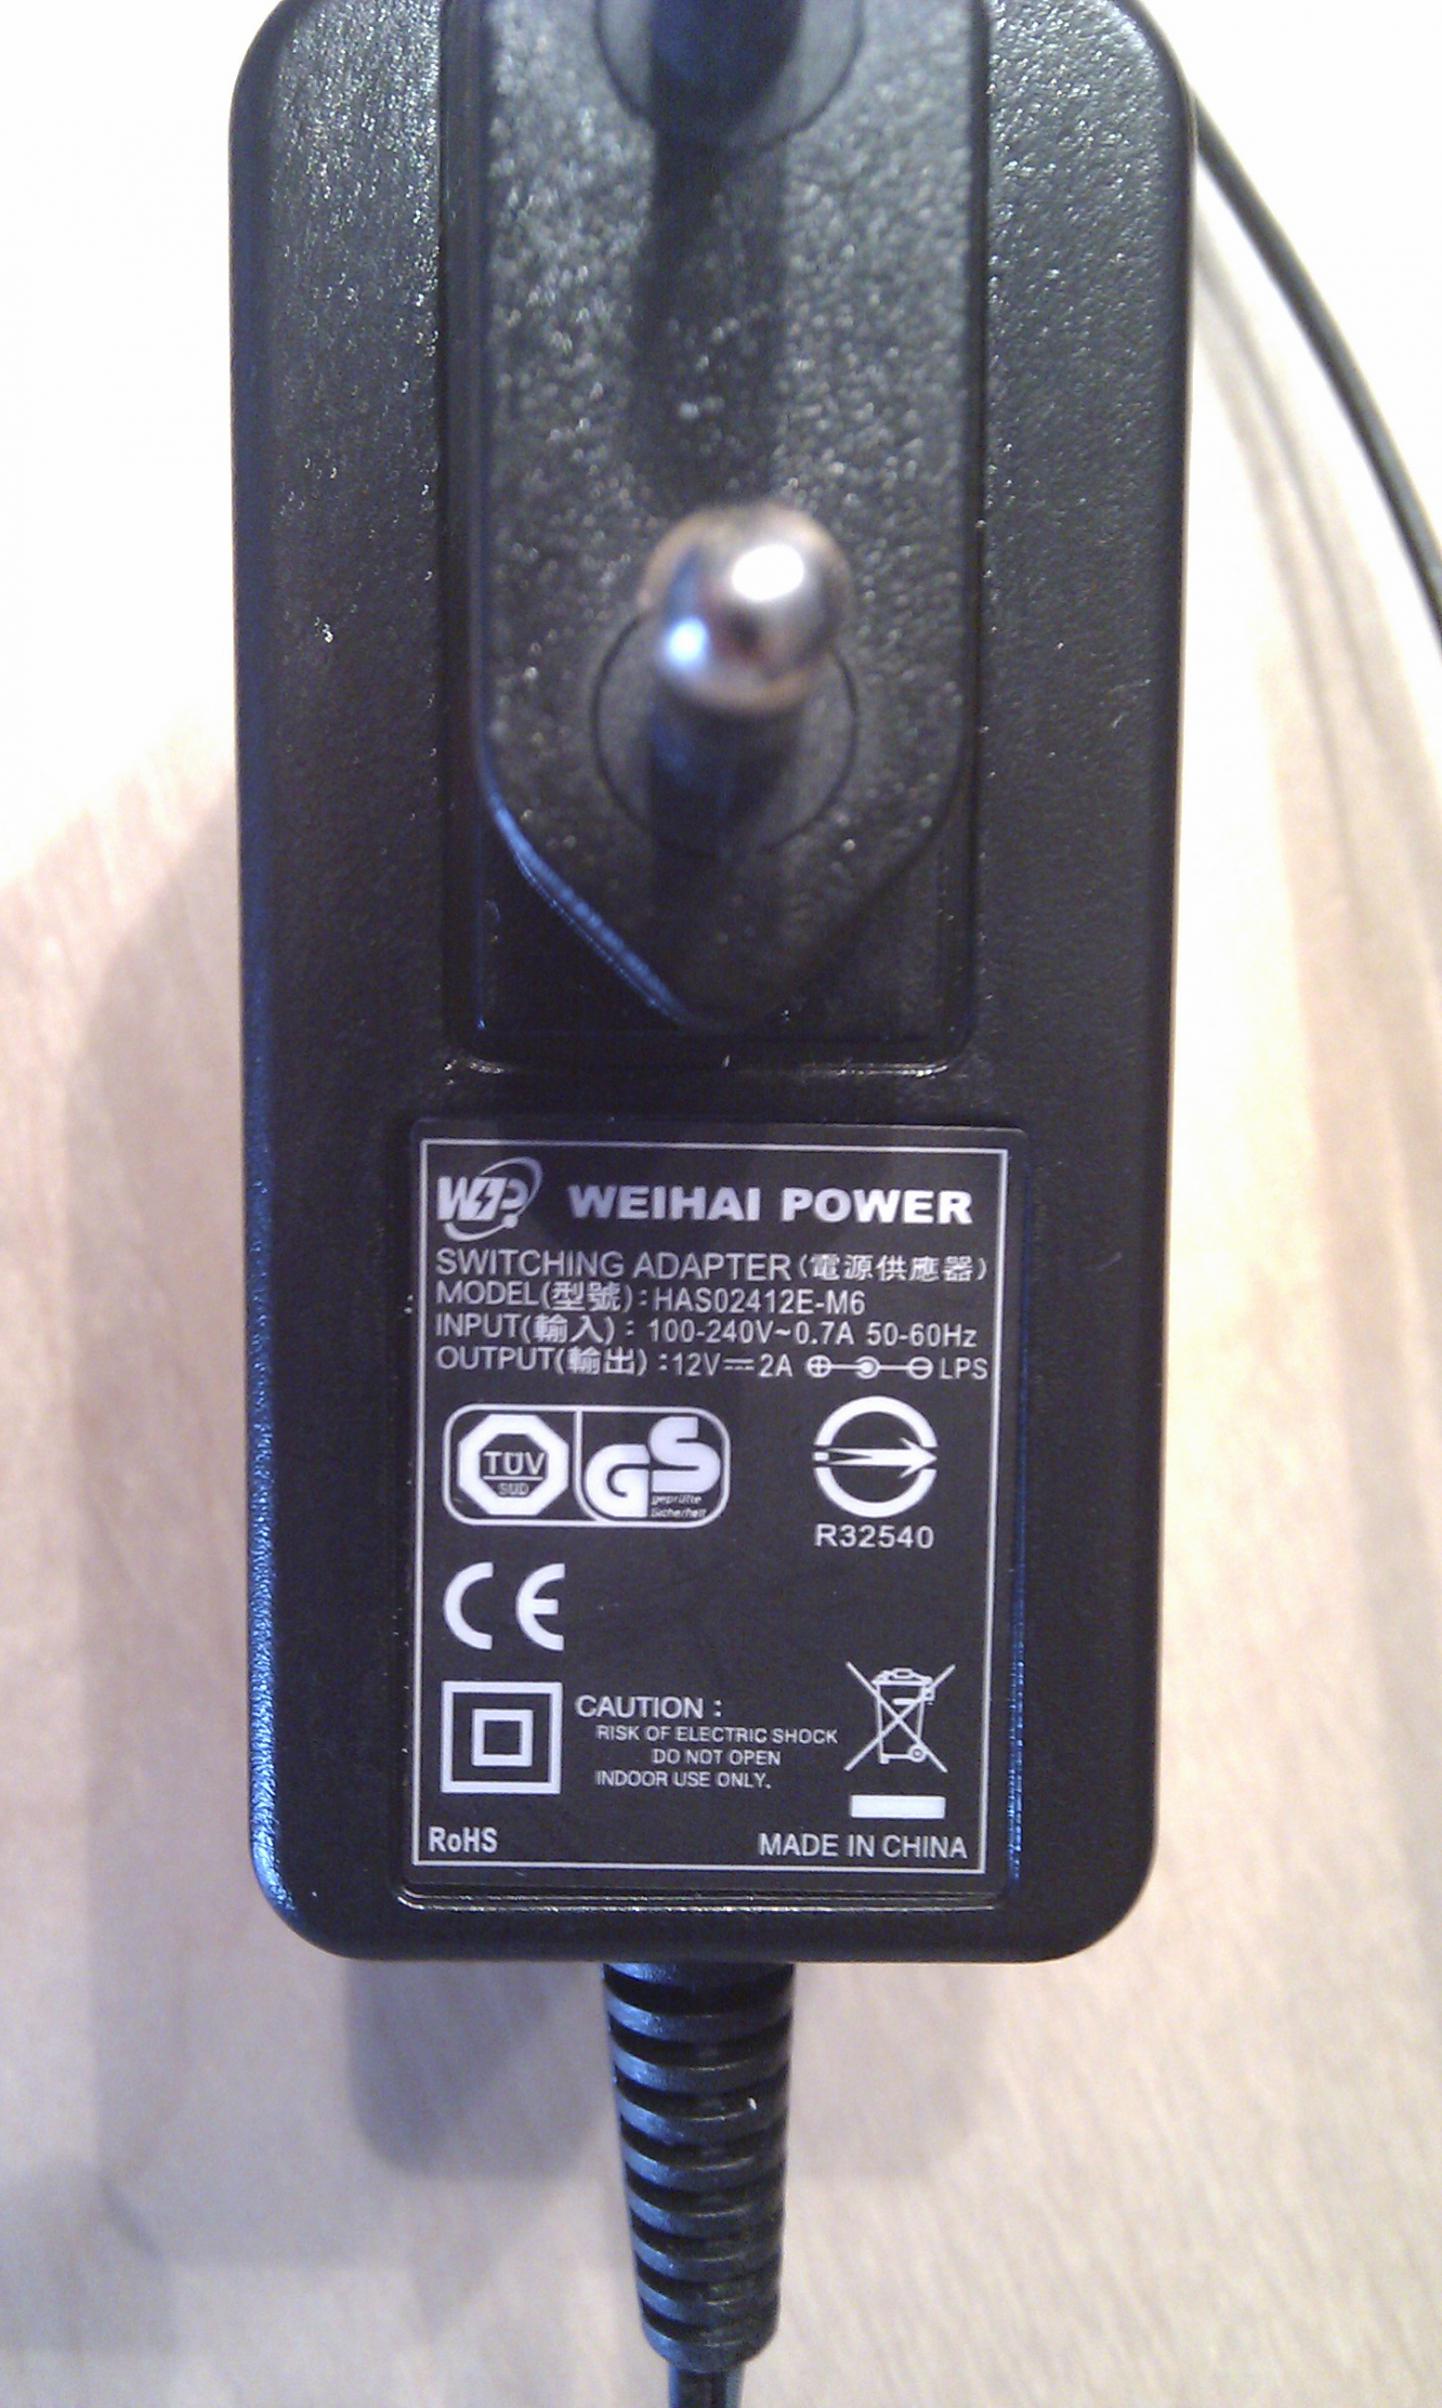 WP WEIHAI POWER
SWITCHING ADAPTER(電源供應器)
MODEL(型號):HAS02412E-M6
INPUT(輸入): 100-240V~0.7A 50-60Hz
OUTPUT(輸出):12V⎓2A ⊕—⊖ LPS
TÜV
SÜD
GS
geprüfte
Sicherheit
R32540
CE
CAUTION:
RISK OF ELECTRIC SHOCK
DO NOT OPEN
INDOOR USE ONLY.
RoHS
MADE IN CHINA